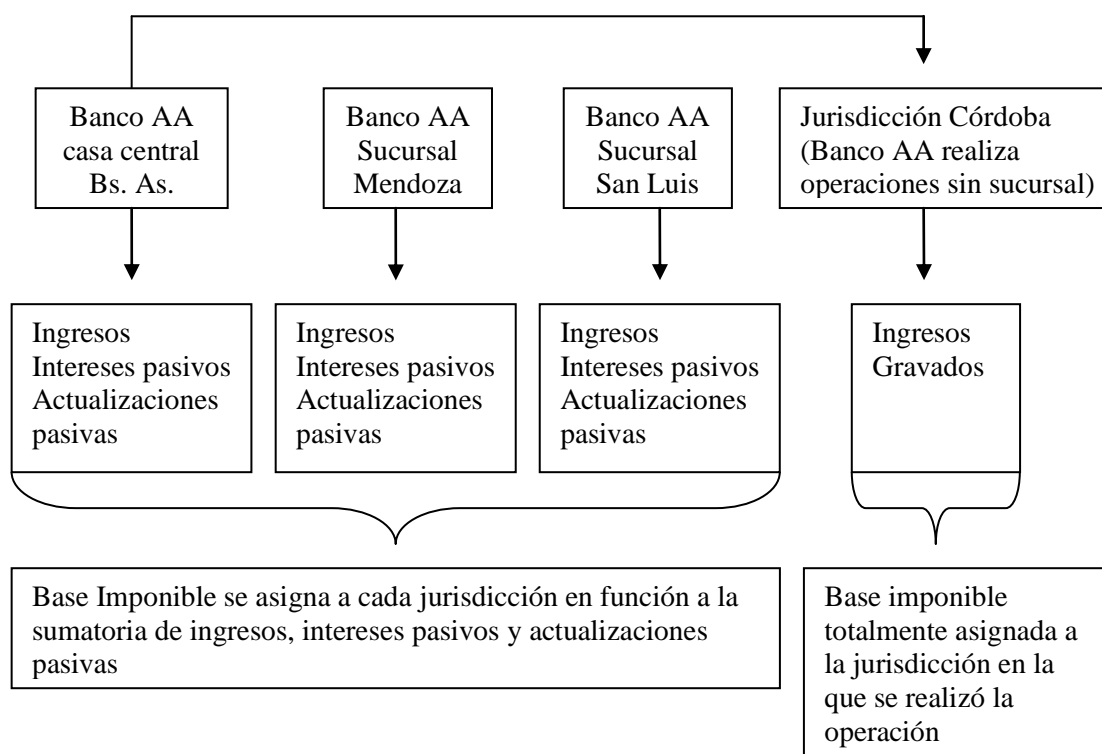 Banco AA
casa central
Bs. As.
Banco AA
Sucursal
Mendoza
Banco AA
Sucursal
San Luis
Jurisdicción Córdoba
(Banco AA realiza
operaciones sin sucursal)
Ingresos
Intereses pasivos
Actualizaciones
pasivas
Ingresos
Intereses pasivos
Actualizaciones
pasivas
Ingresos
Intereses pasivos
Actualizaciones
pasivas
Ingresos
Gravados
Base Imponible se asigna a cada jurisdicción en función a la
sumatoria de ingresos, intereses pasivos y actualizaciones
pasivas
Base imponible
totalmente asignada a
la jurisdicción en la
que se realizó la
operación